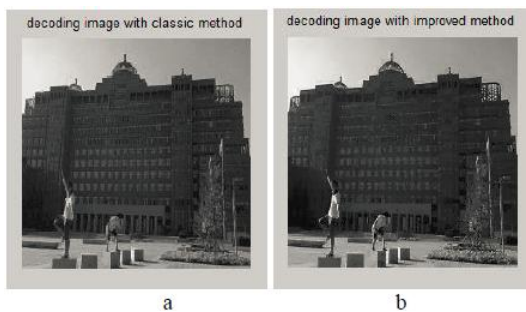 decoding image with classic method
decoding image with improved method
a
b